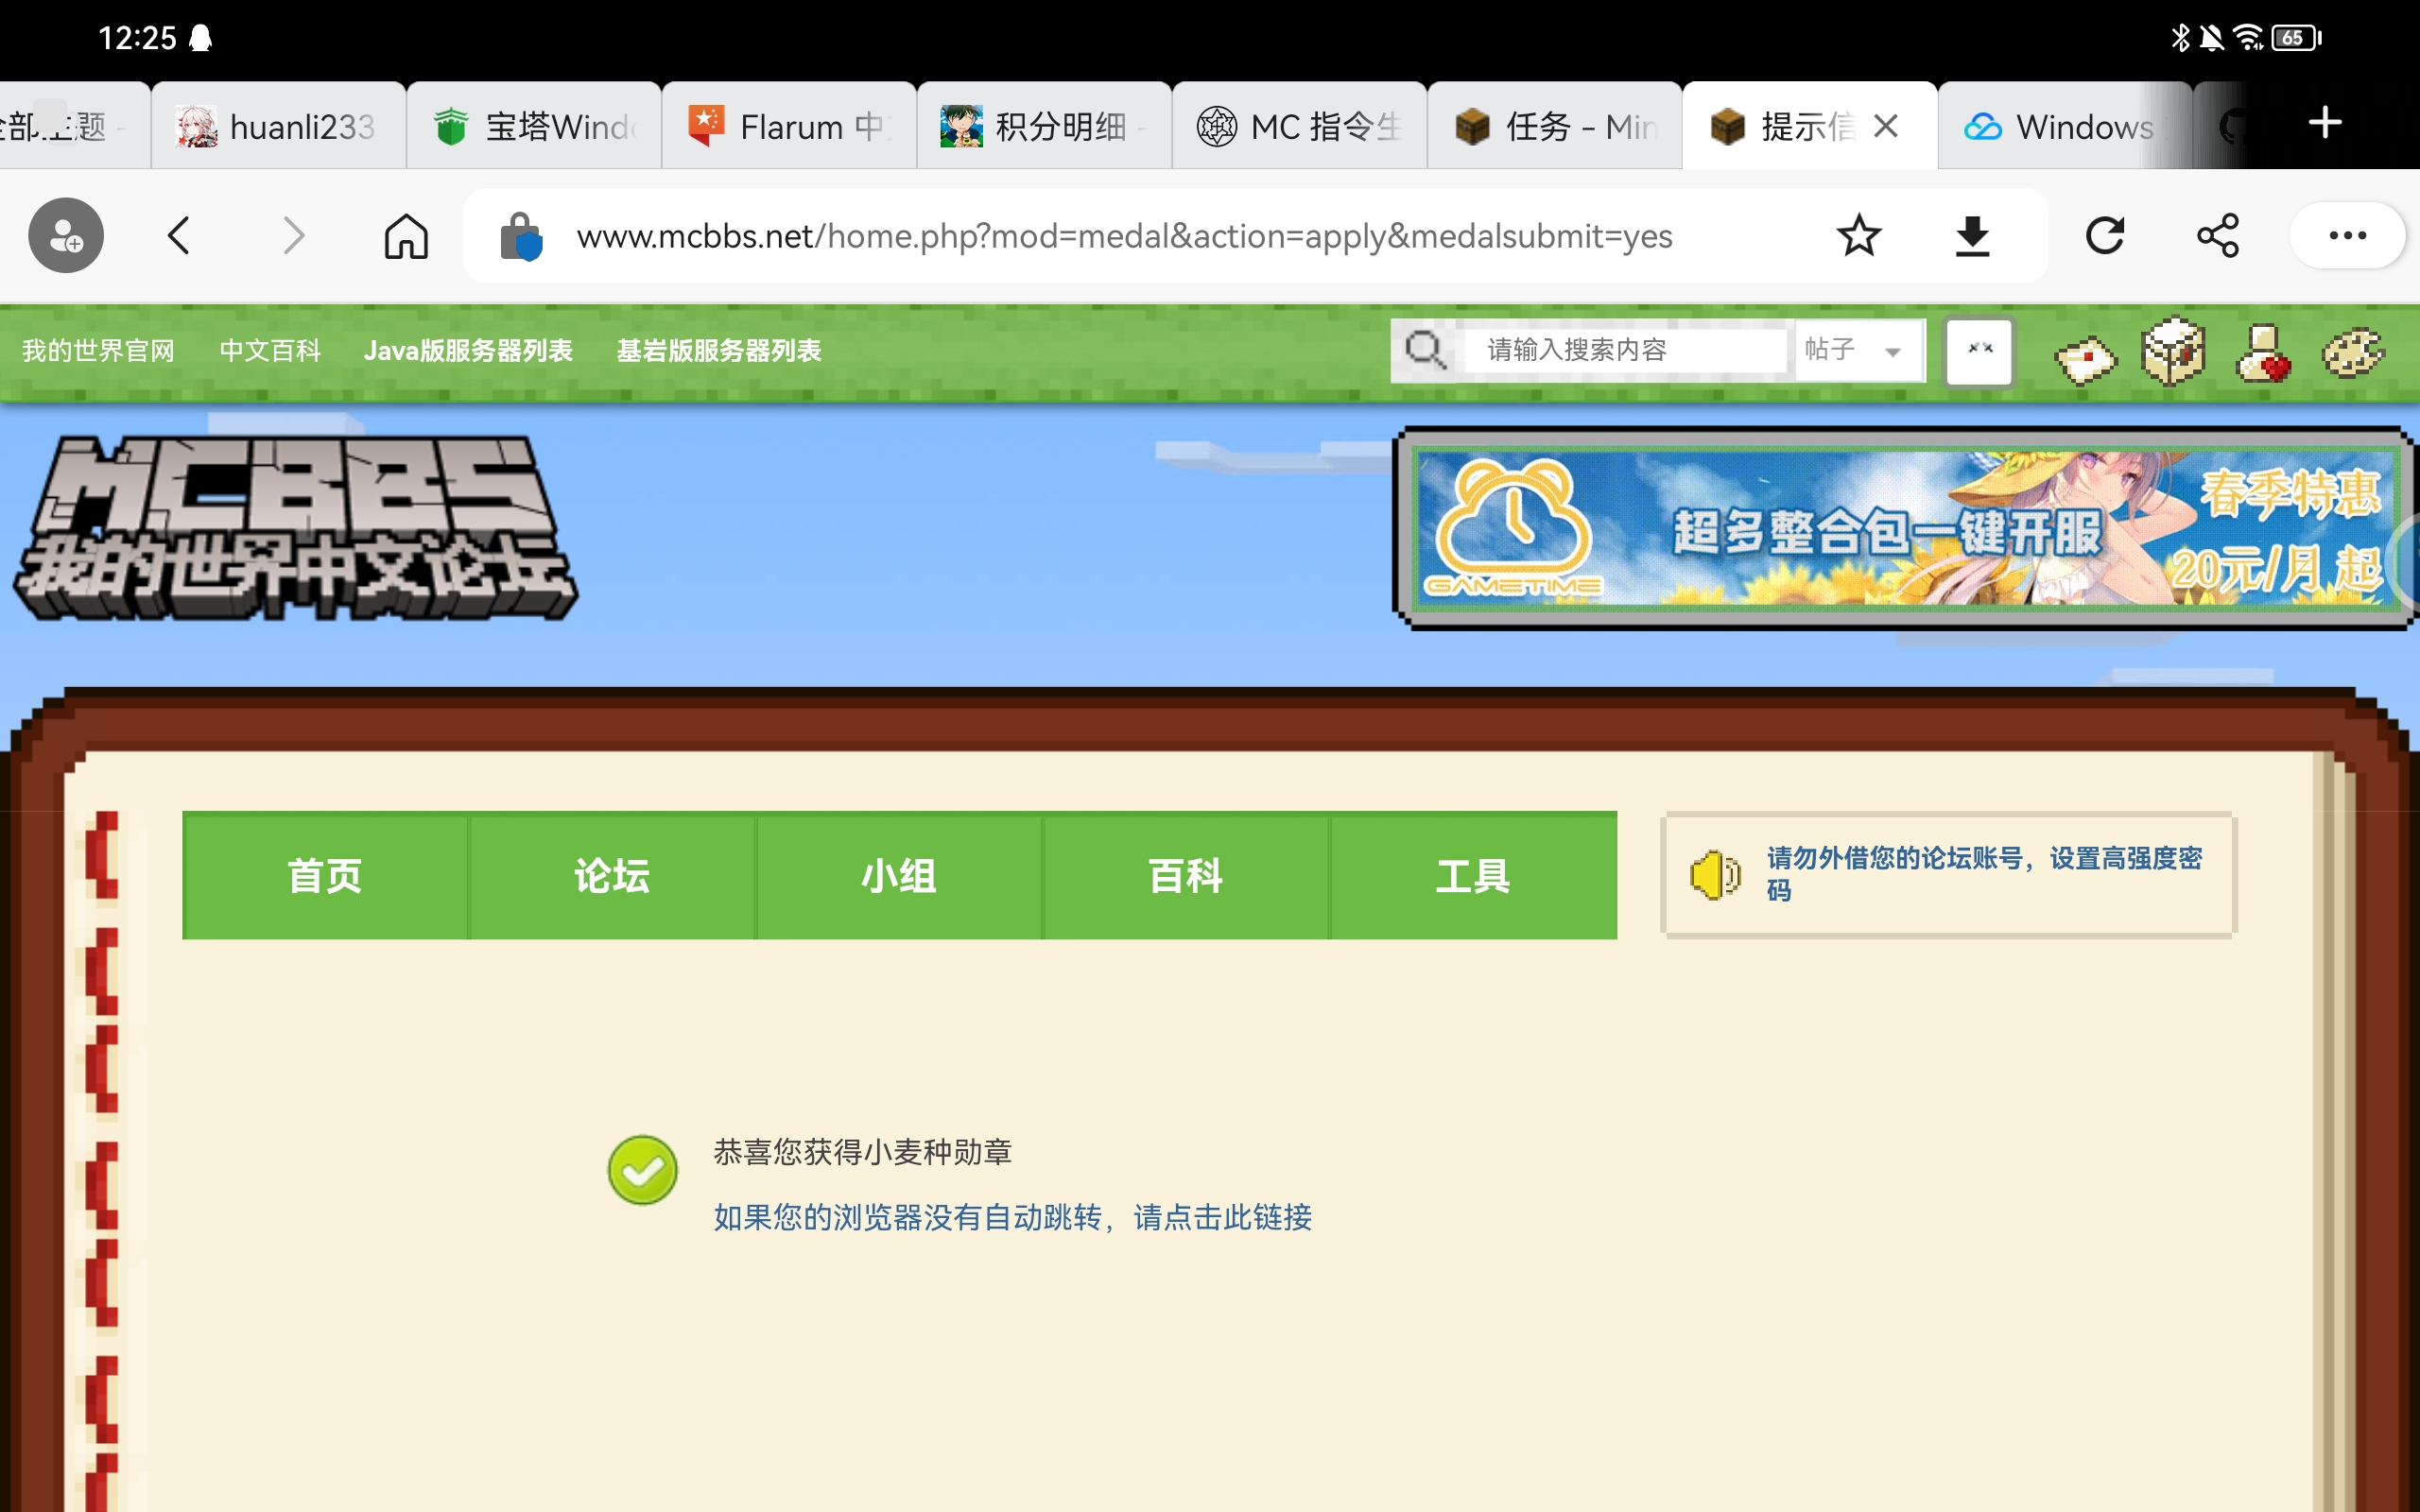 12:25
65
全部主题 -
huanli233
宝塔Wind
Flarum 中
积分明细 -
MC 指令生
任务 - Min
提示信
Windows
www.mcbbs.net/home.php?mod=medal&action=apply&medalsubmit=yes
我的世界官网 中文百科 Java版服务器列表 基岩版服务器列表
请输入搜索内容
帖子
MCBBS
我的世界中文论坛
GAMETIME
超多整合包一键开服
春季特惠
20元/月 起
首页
论坛
小组
百科
工具
请勿外借您的论坛账号，设置高强度密
码
恭喜您获得小麦种勋章
如果您的浏览器没有自动跳转，请点击此链接